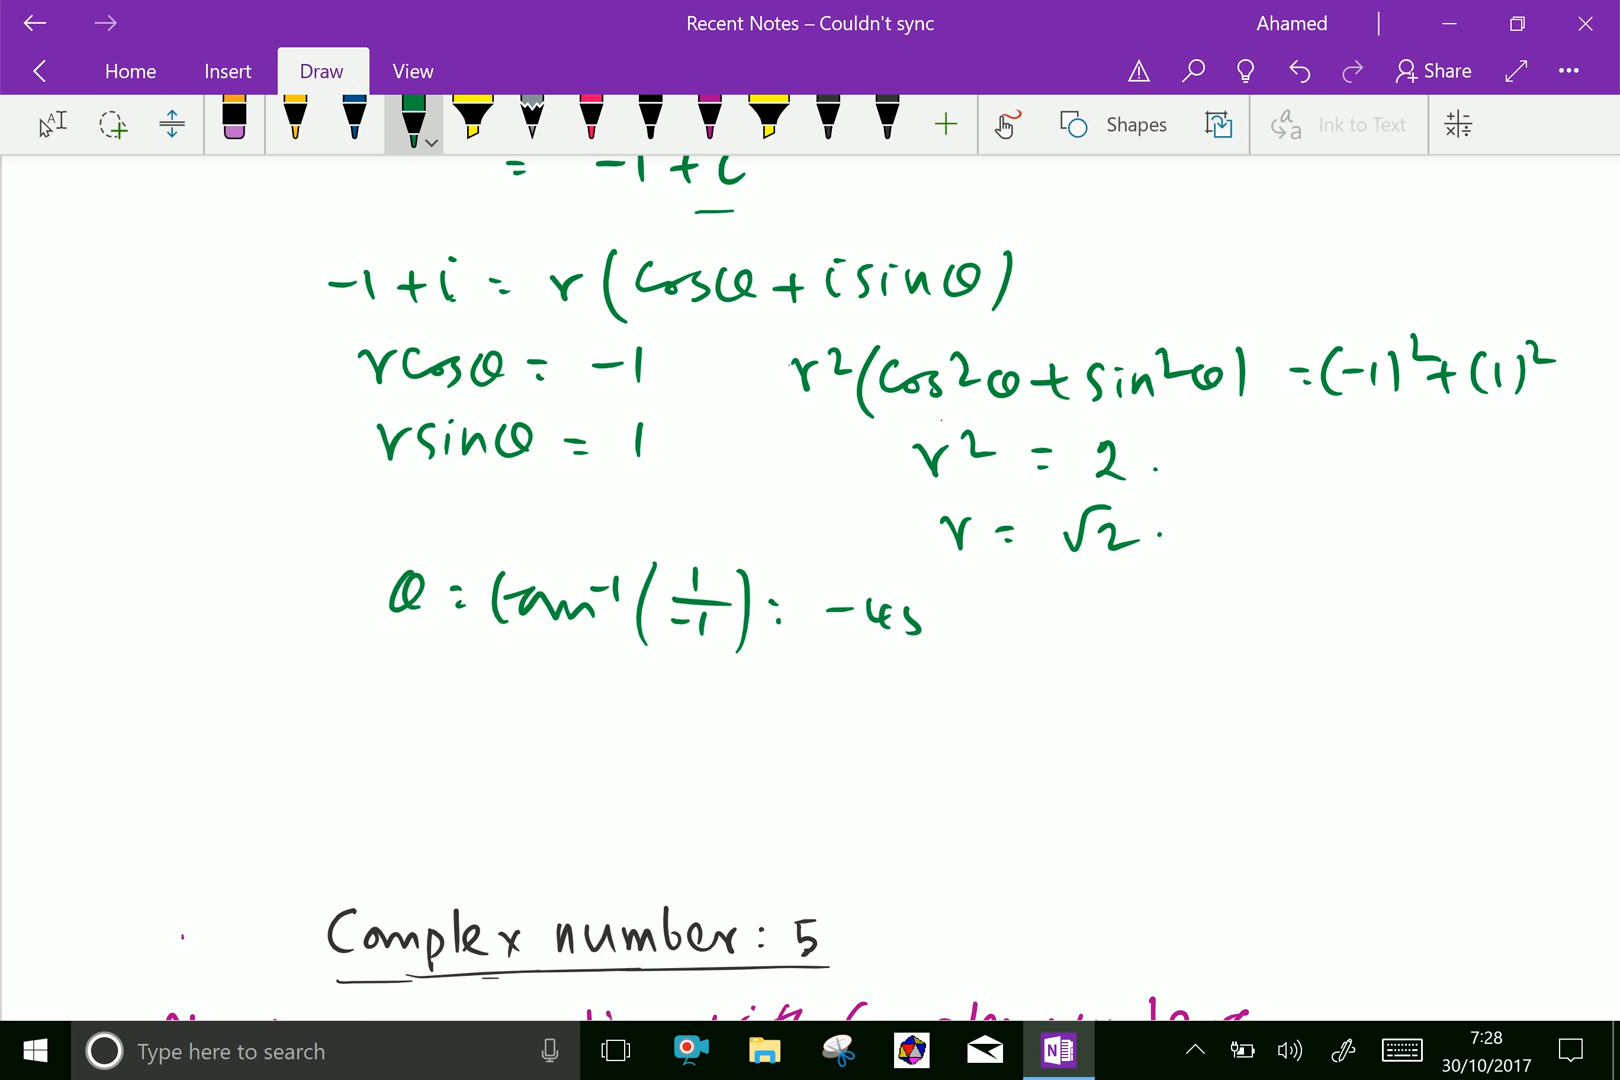 Recent Notes – Couldn't sync
Ahamed
Home Insert Draw View
Share
Shapes
Ink to Text
= -1+i
-1+i = r(cosθ + isinθ)
rcosθ = -1
r²(cos²θ + sin²θ) = (-1)² + (1)²
rsinθ = 1
r² = 2.
r = √2.
θ = tan⁻¹(1/-1) = -45
Complex number: 5
Type here to search
7:28
30/10/2017